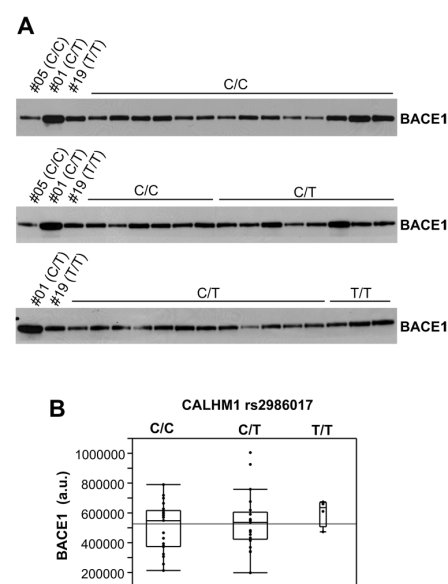 A
#05 (C/C)
#01 (C/T)
#19 (T/T)
C/C
BACE1
#05 (C/C)
#01 (C/T)
#19 (T/T)
C/C
C/T
BACE1
#01 (C/T)
#19 (T/T)
C/T
T/T
BACE1
B
CALHM1 rs2986017
C/C C/T T/T
BACE1 (a.u.)
1000000
800000
600000
400000
200000